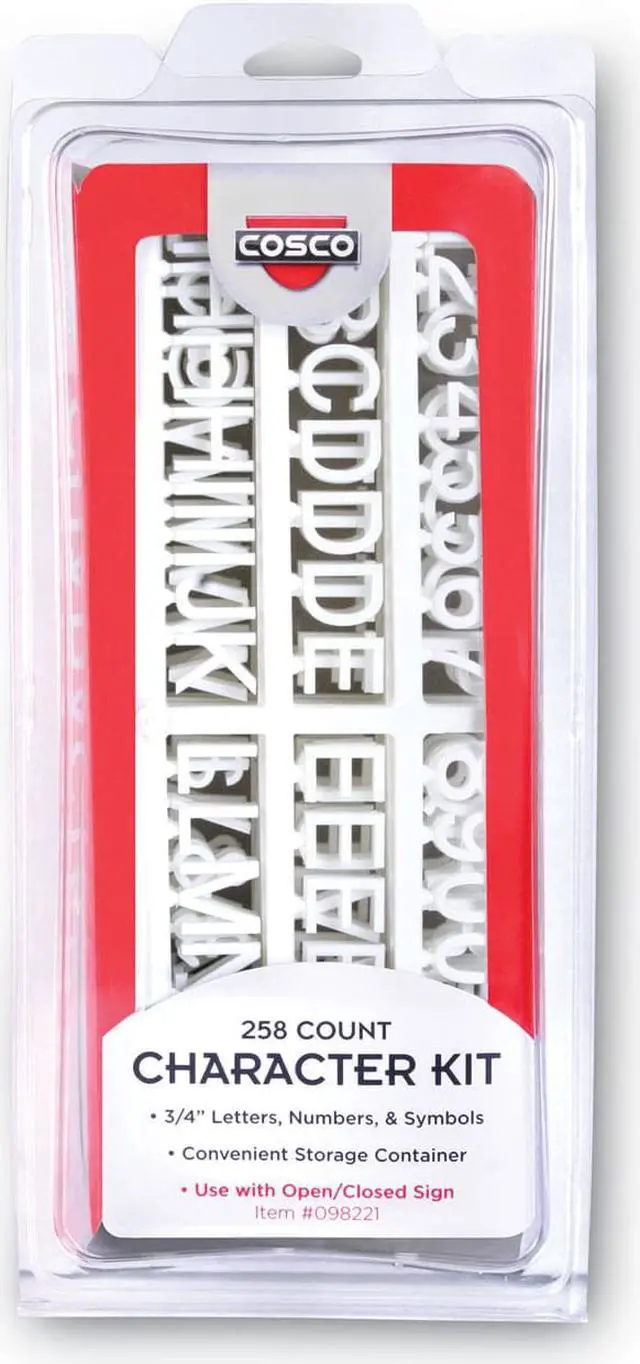 COSCO
258 COUNT
CHARACTER KIT
• 3/4” Letters, Numbers, & Symbols
• Convenient Storage Container
• Use with Open/Closed Sign
Item #098221